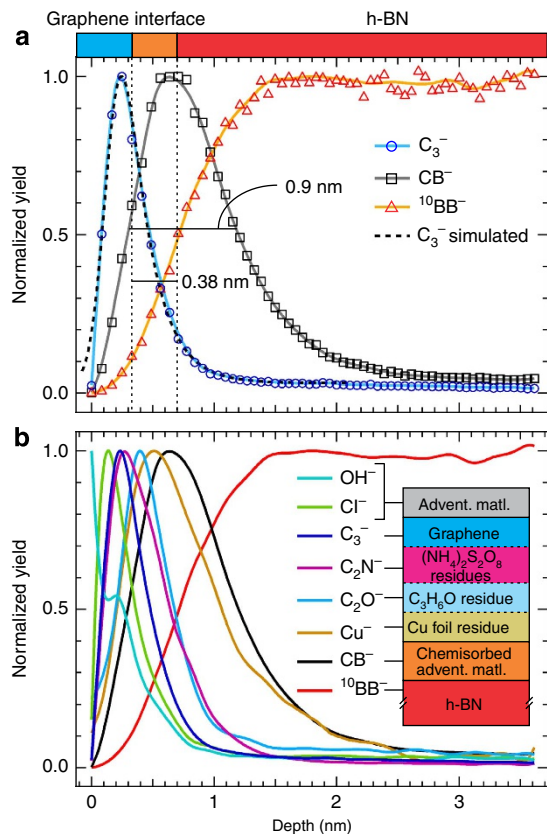 Graphene interface h-BN
a
Normalized yield
1.0
0.5
0.0
C₃⁻
CB⁻
¹⁰BB⁻
C₃⁻ simulated
0.9 nm
0.38 nm
b
Normalized yield
1.0
0.5
0.0
OH⁻
Cl⁻
C₃⁻
C₂N⁻
C₂O⁻
Cu⁻
CB⁻
¹⁰BB⁻
Advent. matl.
Graphene
(NH₄)₂S₂O₈
residues
C₃H₆O residue
Cu foil residue
Chemisorbed
advent. matl.
h-BN
0 1 2 3
Depth (nm)